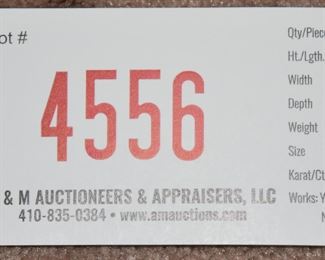 ot #
4556
& M AUCTIONEERS & APPRAISERS, LLC
410-835-0384 • www.amauctions.com
Qty/Piece
Ht./Lgth.
Width
Depth
Weight
Size
Karat/Ct
Works: Y
N